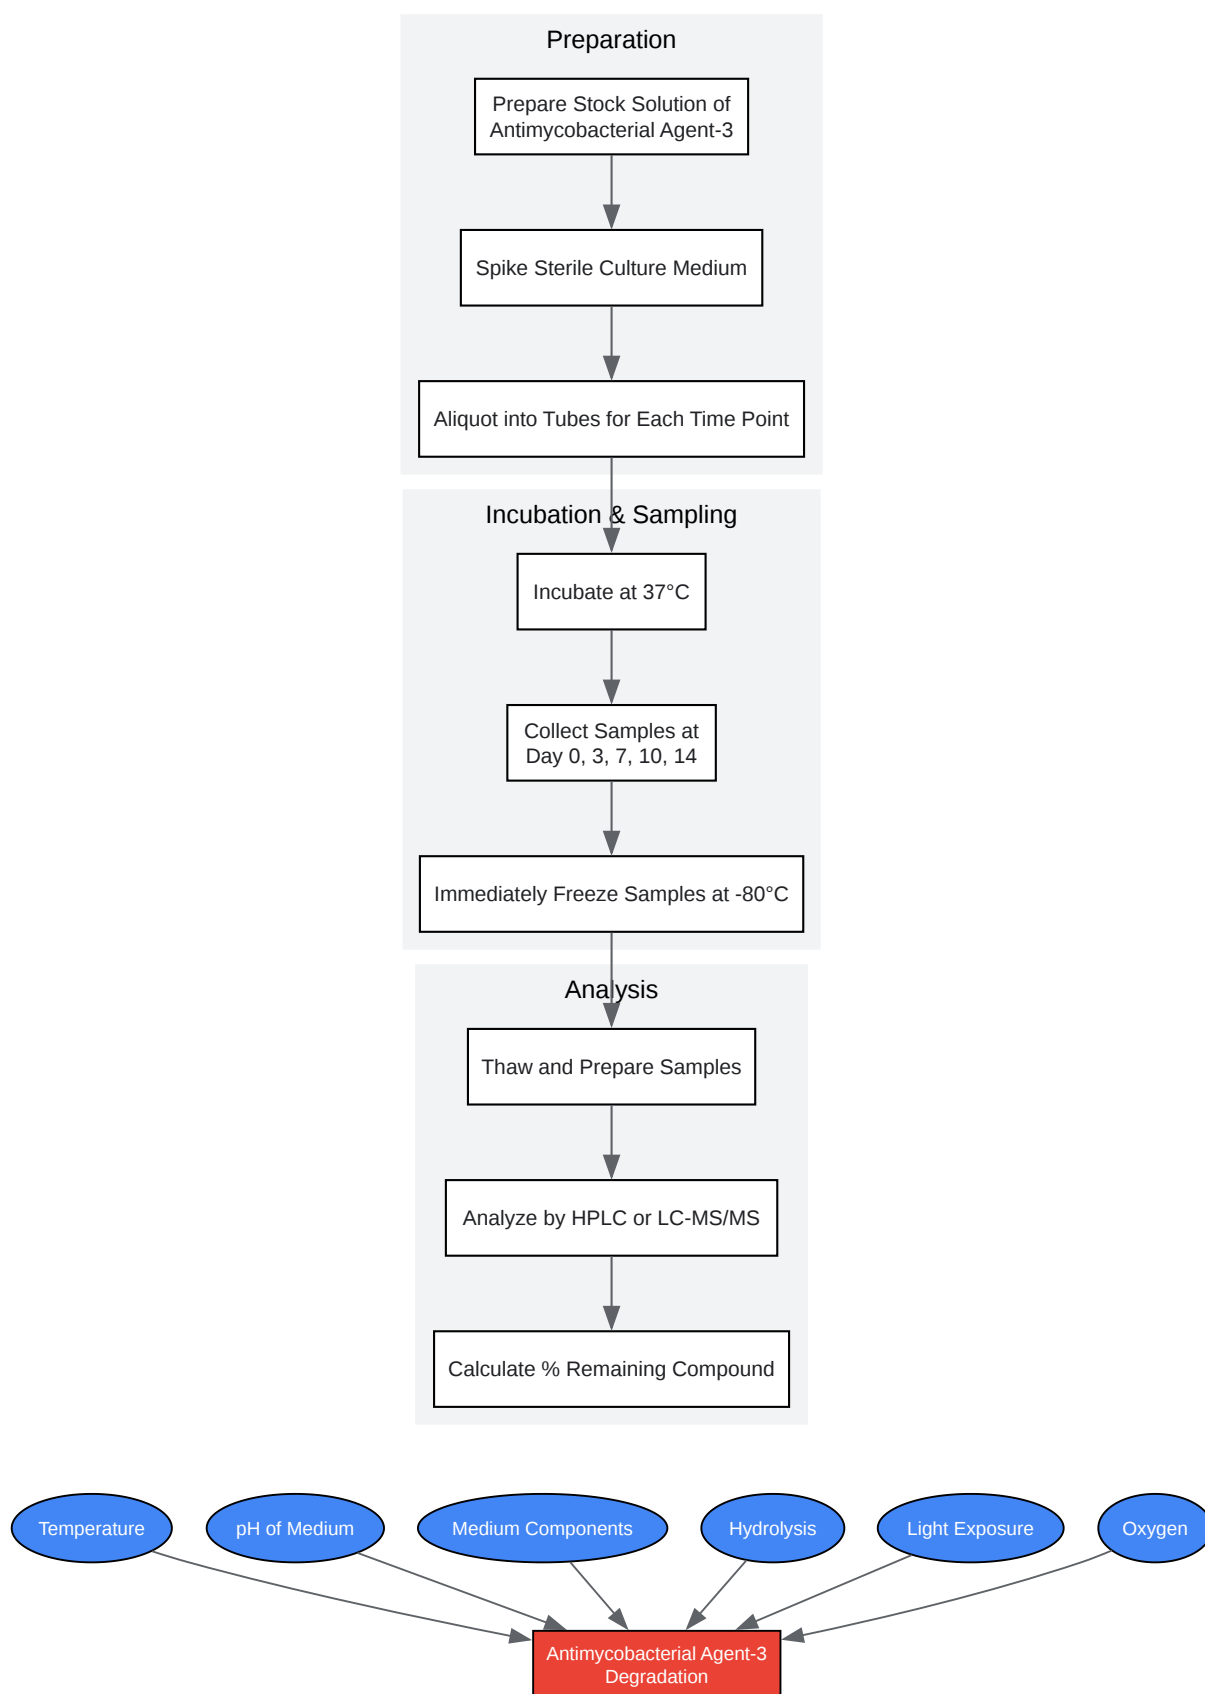 Preparation
Prepare Stock Solution of
Antimycobacterial Agent-3
Spike Sterile Culture Medium
Aliquot into Tubes for Each Time Point
Incubation & Sampling
Incubate at 37°C
Collect Samples at
Day 0, 3, 7, 10, 14
Immediately Freeze Samples at -80°C
Analysis
Thaw and Prepare Samples
Analyze by HPLC or LC-MS/MS
Calculate % Remaining Compound
Temperature
pH of Medium
Medium Components
Hydrolysis
Light Exposure
Oxygen
Antimycobacterial Agent-3
Degradation